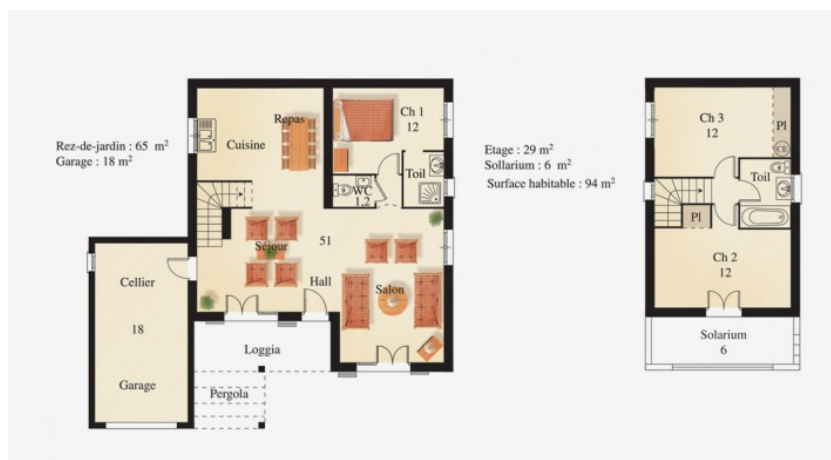 Rez-de-jardin : 65 m²
Garage : 18 m²
Cuisine
Repas
Ch 1
12
Toil
WC
1,2
Séjour
51
Hall
Salon
Cellier
18
Garage
Loggia
Pergola
Etage : 29 m²
Sollarium : 6 m²
Surface habitable : 94 m²
Ch 3
12
Pl
CE
Toil
Pl
Ch 2
12
Solarium
6